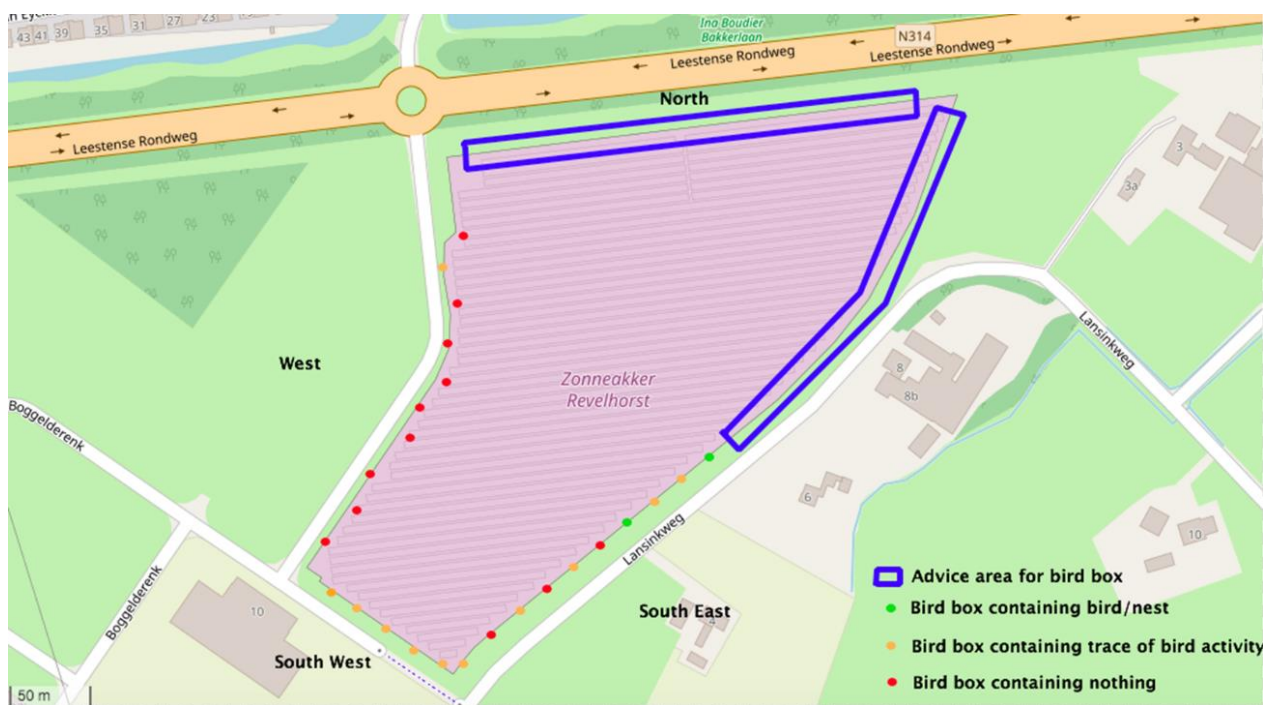 43 41 39 35 31 27 23
Ina Boudier
Bakkerlaan
N314
Leestense Rondweg
Leestense Rondweg
North
Leestense Rondweg
3
3a
West
Zonneakker
Revelhorst
Lansinkweg
8
8b
Boggelderenk
6
Lansinkweg
10
Boggelderenk
10
South East
4
South West
Advice area for bird box
Bird box containing bird/nest
Bird box containing trace of bird activity
Bird box containing nothing
50 m